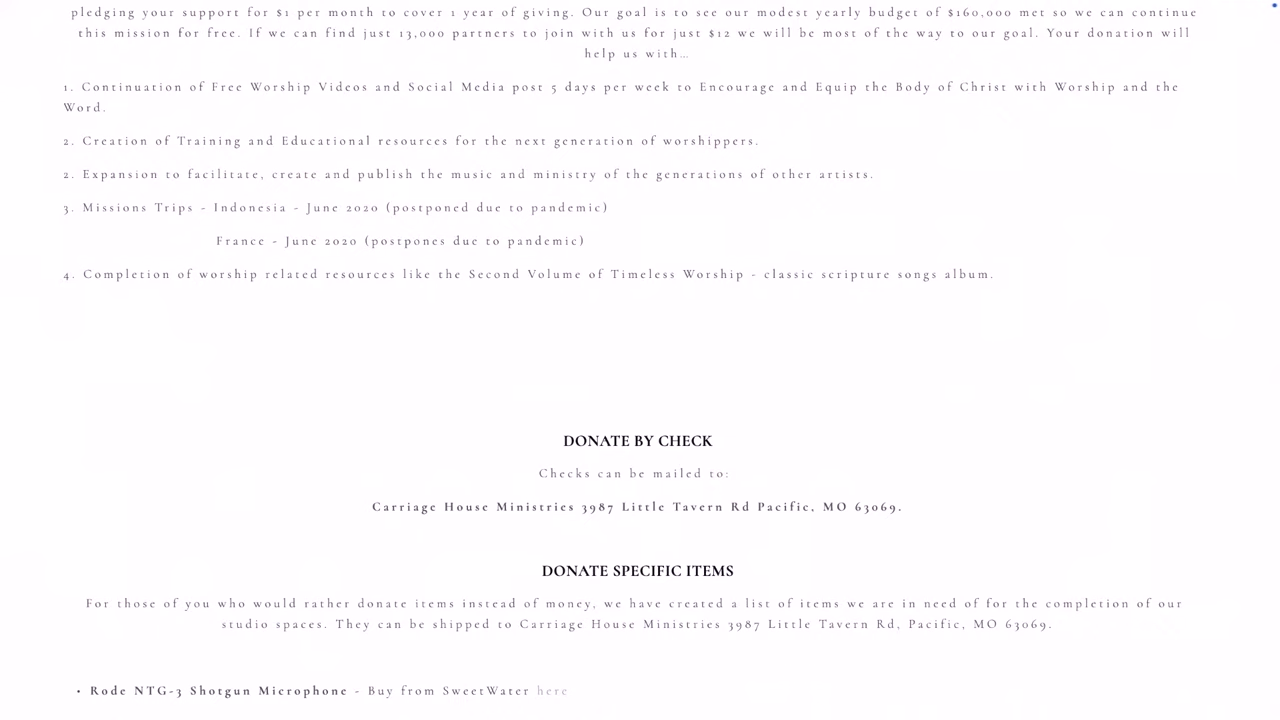 pledging your support for $1 per month to cover 1 year of giving. Our goal is to see our modest yearly budget of $160,000 met so we can continue
this mission for free. If we can find just 13,000 partners to join with us for just $12 we will be most of the way to our goal. Your donation will
help us with…
1. Continuation of Free Worship Videos and Social Media post 5 days per week to Encourage and Equip the Body of Christ with Worship and the
Word.
2. Creation of Training and Educational resources for the next generation of worshippers.
2. Expansion to facilitate, create and publish the music and ministry of the generations of other artists.
3. Missions Trips - Indonesia - June 2020 (postponed due to pandemic)
France - June 2020 (postpones due to pandemic)
4. Completion of worship related resources like the Second Volume of Timeless Worship - classic scripture songs album.
DONATE BY CHECK
Checks can be mailed to:
Carriage House Ministries 3987 Little Tavern Rd Pacific, MO 63069.
DONATE SPECIFIC ITEMS
For those of you who would rather donate items instead of money, we have created a list of items we are in need of for the completion of our
studio spaces. They can be shipped to Carriage House Ministries 3987 Little Tavern Rd, Pacific, MO 63069.
• Rode NTG-3 Shotgun Microphone - Buy from SweetWater here